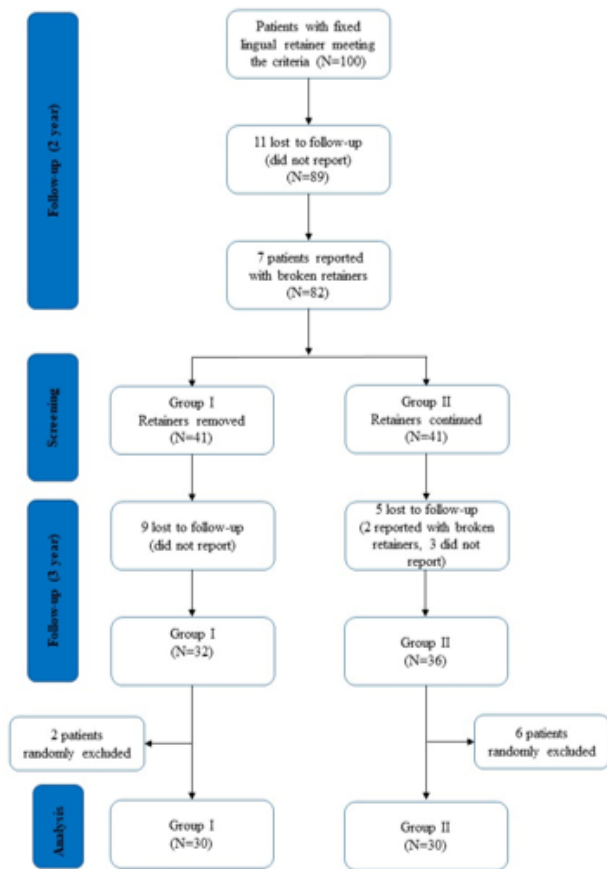 Patients with fixed
lingual retainer meeting
the criteria (N=100)
Follow-up (2 year)
11 lost to follow-up
(did not report)
(N=89)
7 patients reported
with broken retainers
(N=82)
Screening
Group I
Retainers removed
(N=41)
Group II
Retainers continued
(N=41)
Follow-up (3 year)
9 lost to follow-up
(did not report)
5 lost to follow-up
(2 reported with broken
retainers, 3 did not
report)
Group I
(N=32)
Group II
(N=36)
2 patients
randomly excluded
6 patients
randomly excluded
Analysis
Group I
(N=30)
Group II
(N=30)